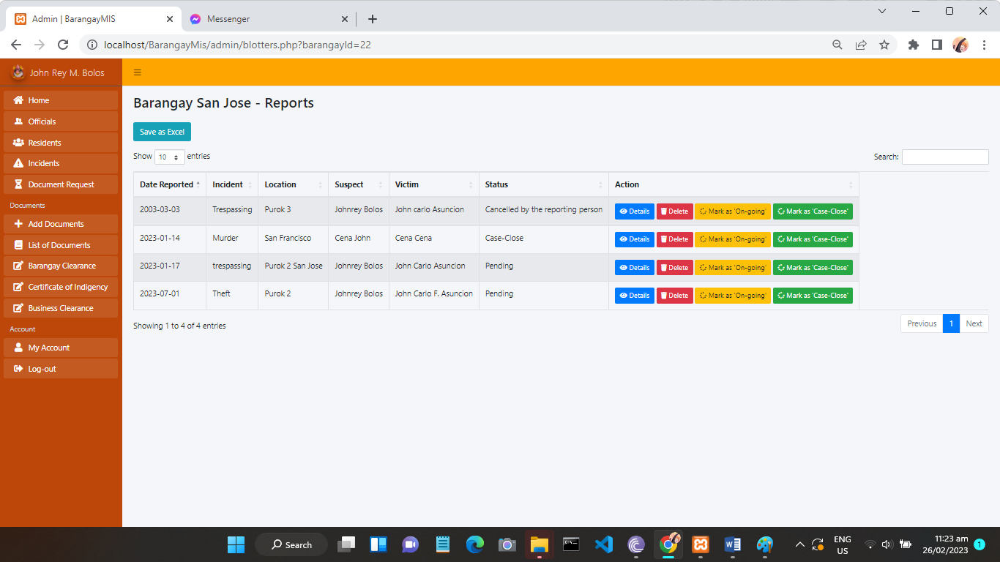 Admin | BarangayMIS
Messenger
localhost/BarangayMis/admin/blotters.php?barangayId=22
John Rey M. Bolos
Home
Officials
Residents
Incidents
Document Request
Documents
Add Documents
List of Documents
Barangay Clearance
Certificate of Indigency
Business Clearance
Account
My Account
Log-out
Barangay San Jose - Reports
Save as Excel
Show 10 entries
Search:
Date Reported Incident Location Suspect Victim Status Action
2003-03-03 Trespassing Purok 3 Johnrey Bolos John carlo Asuncion Cancelled by the reporting person Details Delete Mark as 'On-going' Mark as 'Case-Close'
2023-01-14 Murder San Francisco Cena John Cena Cena Case-Close Details Delete Mark as 'On-going' Mark as 'Case-Close'
2023-01-17 trespassing Purok 2 San Jose Johnrey Bolos John Carlo Asuncion Pending Details Delete Mark as 'On-going' Mark as 'Case-Close'
2023-07-01 Theft Purok 2 Johnrey Bolos John Carlo F. Asuncion Pending Details Delete Mark as 'On-going' Mark as 'Case-Close'
Showing 1 to 4 of 4 entries
Previous 1 Next
Search
ENG
US
11:23 am
26/02/2023
1